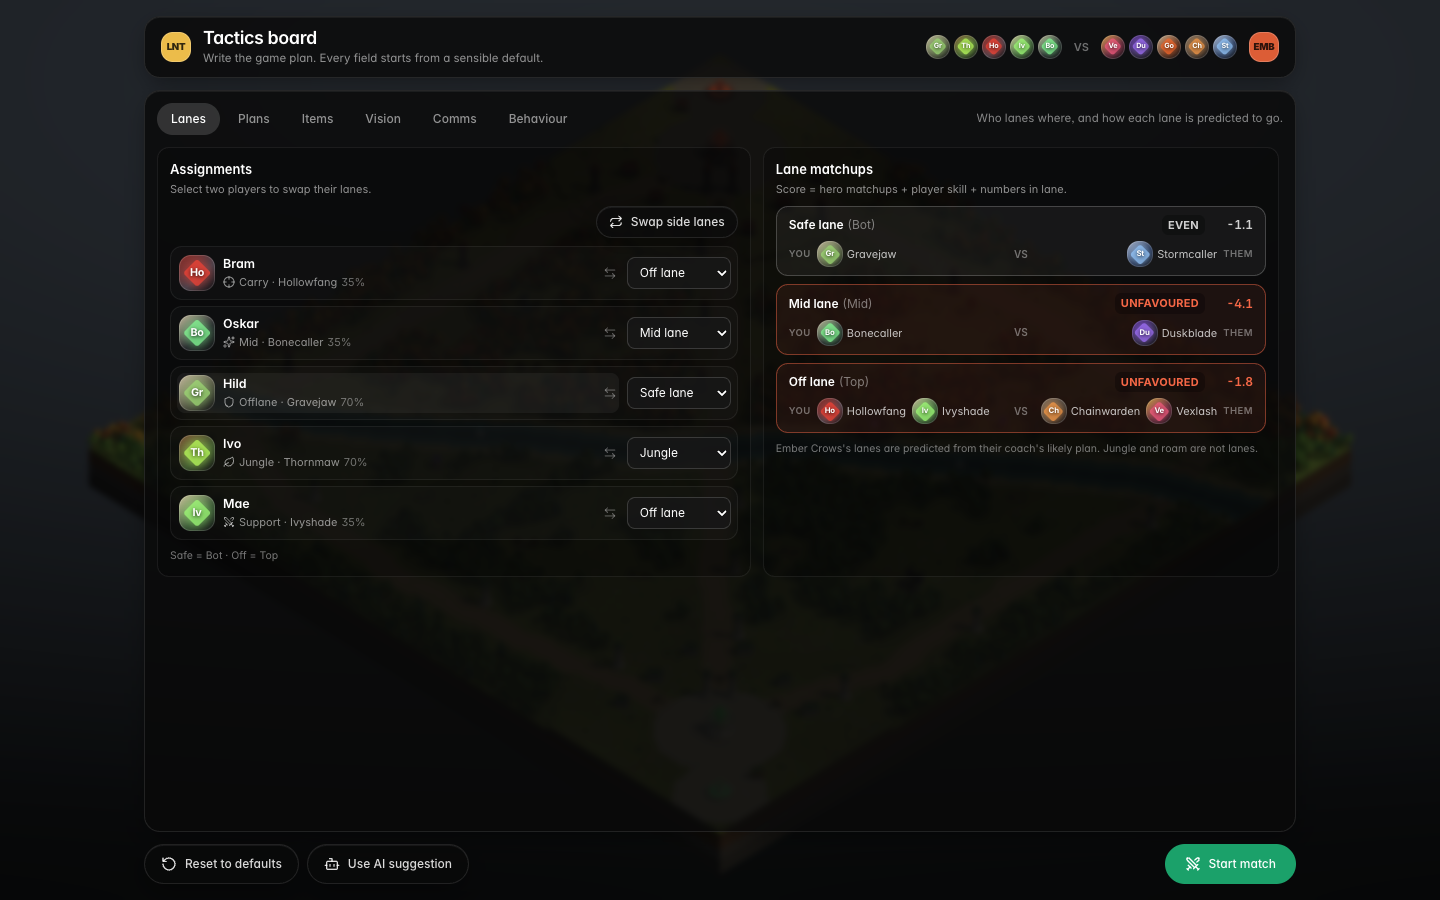 LNT
Tactics board
Write the game plan. Every field starts from a sensible default.
Gr Th Ho Iv Bo VS Ve Du Go Ch St EMB
Lanes Plans Items Vision Comms Behaviour
Who lanes where, and how each lane is predicted to go.
Assignments
Select two players to swap their lanes.
Swap side lanes
Ho Bram Off lane
Carry · Hollowfang 35%
Bo Oskar Mid lane
Mid · Bonecaller 35%
Gr Hild Safe lane
Offlane · Gravejaw 70%
Th Ivo Jungle
Jungle · Thornmaw 70%
Iv Mae Off lane
Support · Ivyshade 35%
Safe = Bot · Off = Top
Lane matchups
Score = hero matchups + player skill + numbers in lane.
Safe lane (Bot) EVEN -1.1
YOU Gr Gravejaw VS St Stormcaller THEM
Mid lane (Mid) UNFAVOURED -4.1
YOU Bo Bonecaller VS Du Duskblade THEM
Off lane (Top) UNFAVOURED -1.8
YOU Ho Hollowfang Iv Ivyshade VS Ch Chainwarden Ve Vexlash THEM
Ember Crows's lanes are predicted from their coach's likely plan. Jungle and roam are not lanes.
Reset to defaults Use AI suggestion Start match